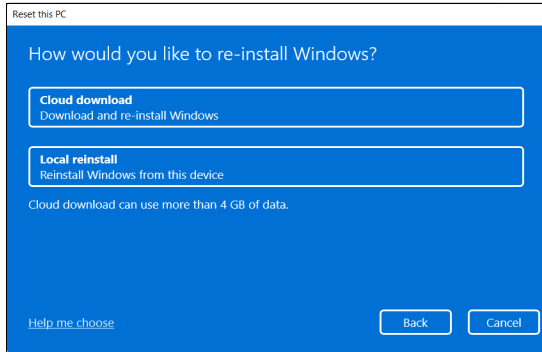 Reset this PC
How would you like to re-install Windows?
Cloud download
Download and re-install Windows
Local reinstall
Reinstall Windows from this device
Cloud download can use more than 4 GB of data.
Help me choose
Back
Cancel